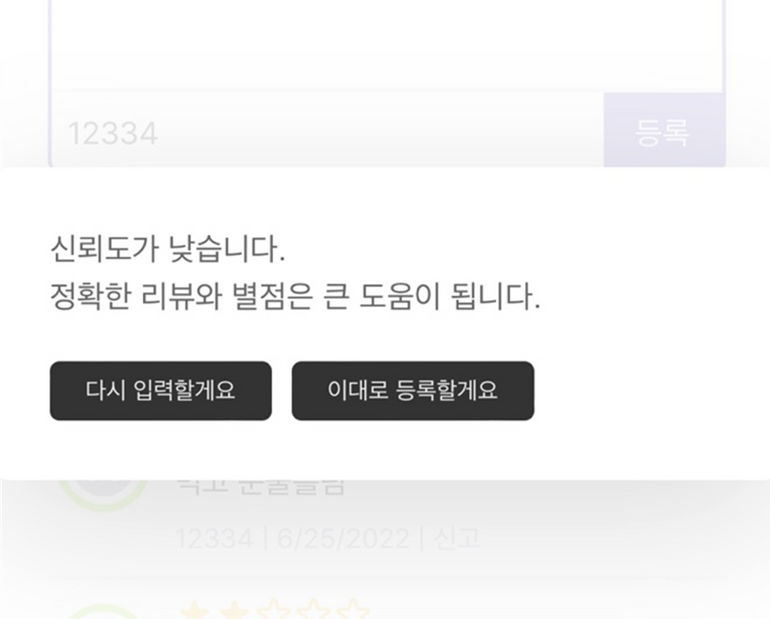 12334
등록
신뢰도가 낮습니다.
정확한 리뷰와 별점은 큰 도움이 됩니다.
다시 입력할게요
이대로 등록할게요
12334 | 6/25/2022 | 신고